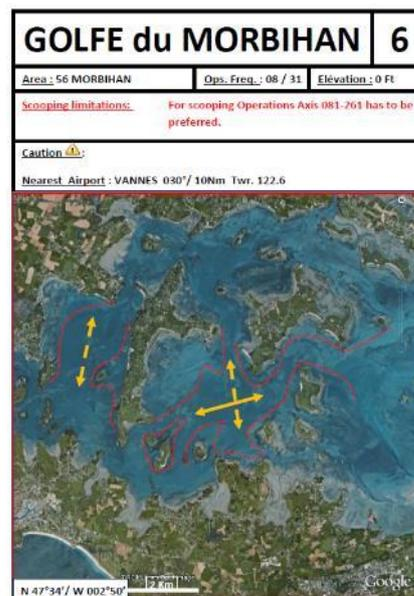 GOLFE du MORBIHAN 6
Area : 56 MORBIHAN Ops. Freq. : 08 / 31 Elévation : 0 Ft
Scooping limitations: For scooping Operations Axis 081-261 has to be
preferred.
Caution :
Nearest Airport : VANNES 030°/ 10Nm Twr. 122.6
2 Km
Google
N 47°34'/ W 002°50'